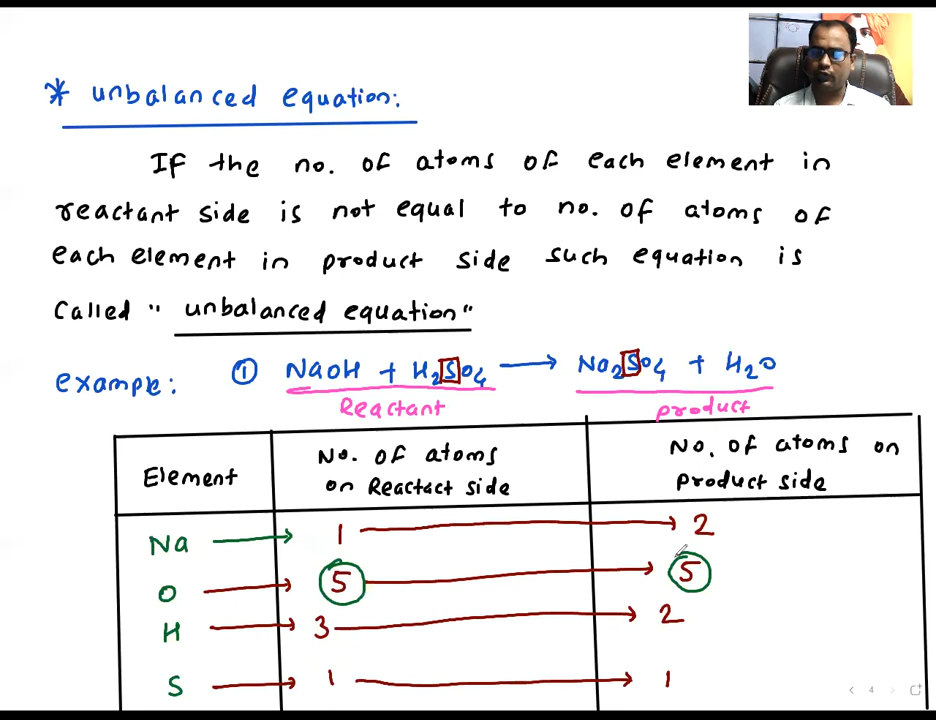 * unbalanced equation:
IF the no. of atoms of each element in
reactant side is not equal to no. of atoms of
each element in product side such equation is
called " unbalanced equation"
example: ① NaOH + H₂SO₄ → Na₂SO₄ + H₂O
Reactant product
Element No. of atoms on Reactact side No. of atoms on Product side
Na → 1 → 2
O → 5 → 5
H → 3 → 2
S → 1 → 1
< 4 >